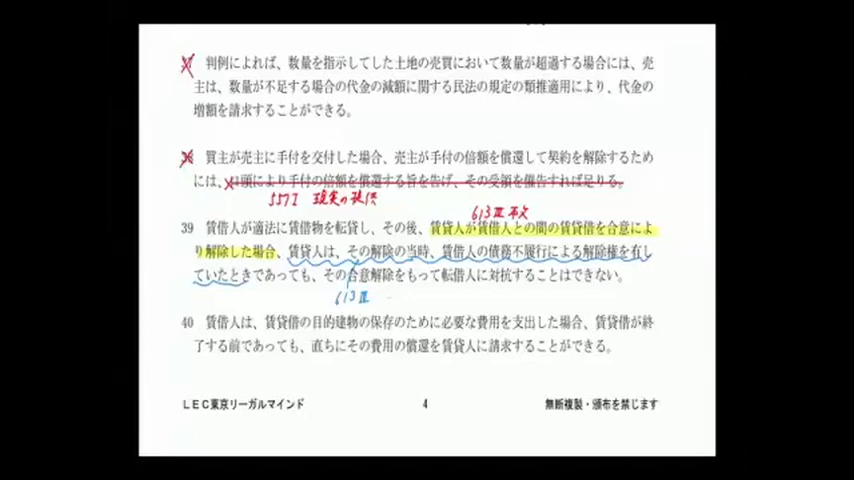 37 判例によれば、数量を指示してした土地の売買において数量が超過する場合には、売
主は、数量が不足する場合の代金の減額に関する民法の規定の類推適用により、代金の
増額を請求することができる。
38 買主が売主に手付を交付した場合、売主が手付の倍額を償還して契約を解除するため
には、口頭により手付の倍額を償還する旨を告げ、その受領を催告すれば足りる。
557Ⅰ 現実の提供
613Ⅲ本文
39 賃借人が適法に賃借物を転貸し、その後、賃貸人が賃借人との間の賃貸借を合意によ
り解除した場合、賃貸人は、その解除の当時、賃借人の債務不履行による解除権を有し
ていたときであっても、その合意解除をもって転借人に対抗することはできない。
613Ⅲ
40 賃借人は、賃貸借の目的建物の保存のために必要な費用を支出した場合、賃貸借が終
了する前であっても、直ちにその費用の償還を賃貸人に請求することができる。
LEC東京リーガルマインド
4
無断複製・頒布を禁じます